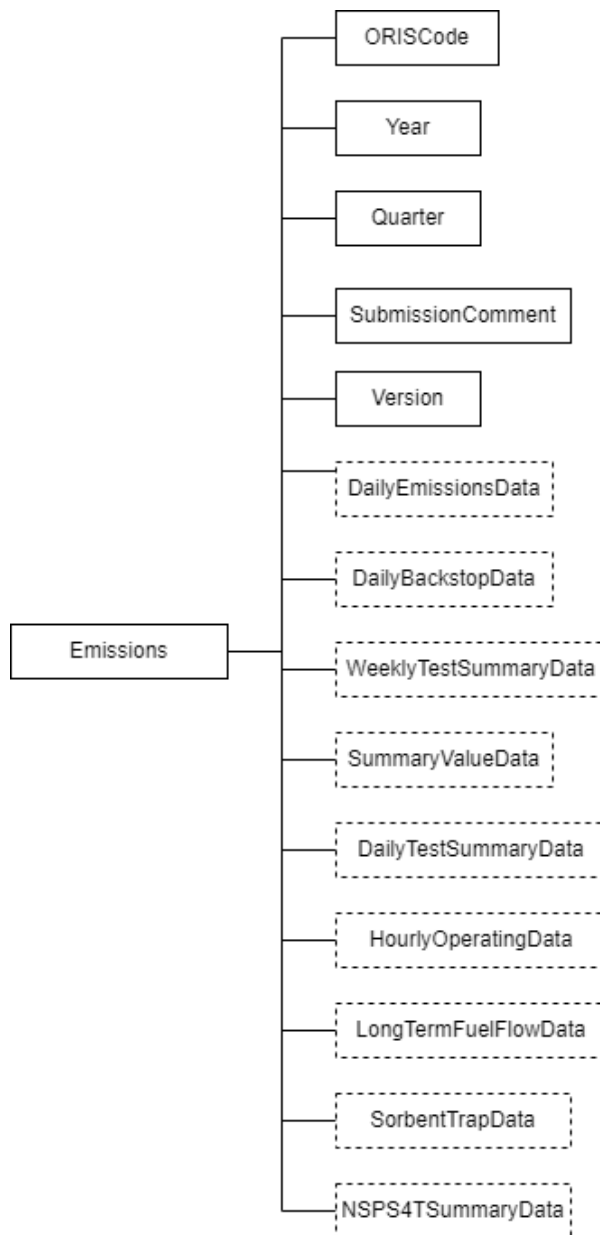 ORISCode
Year
Quarter
SubmissionComment
Version
DailyEmissionsData
DailyBackstopData
Emissions
WeeklyTestSummaryData
SummaryValueData
DailyTestSummaryData
HourlyOperatingData
LongTermFuelFlowData
SorbentTrapData
NSPS4TSummaryData